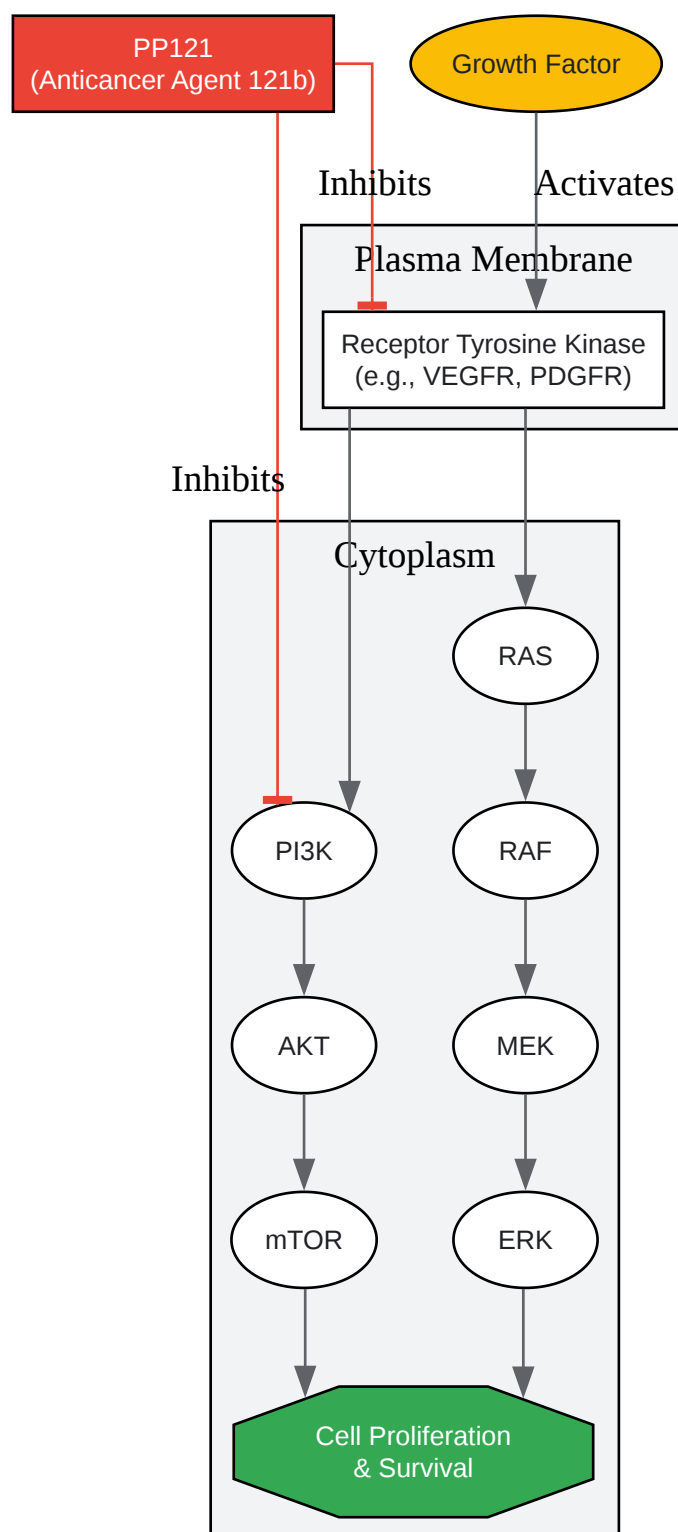 PP121
(Anticancer Agent 121b)
Growth Factor
Inhibits
Activates
Plasma Membrane
Receptor Tyrosine Kinase
(e.g., VEGFR, PDGFR)
Inhibits
Cytoplasm
RAS
PI3K
RAF
AKT
MEK
mTOR
ERK
Cell Proliferation
& Survival